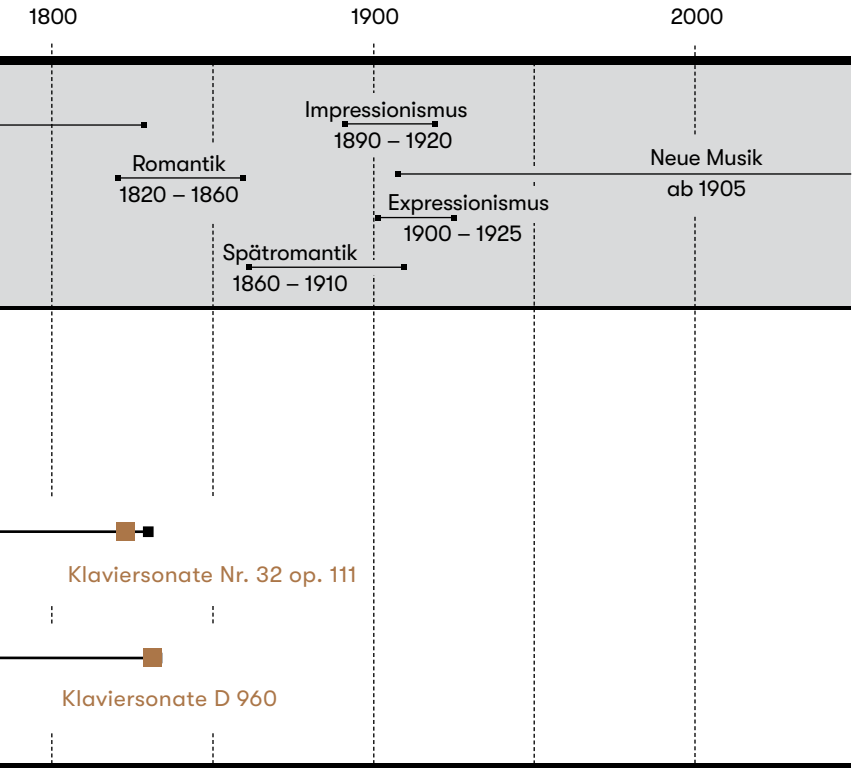 1800
1900
2000
Impressionismus
1890 – 1920
Romantik
1820 – 1860
Neue Musik
ab 1905
Expressionismus
1900 – 1925
Spätromantik
1860 – 1910
Klaviersonate Nr. 32 op. 111
Klaviersonate D 960